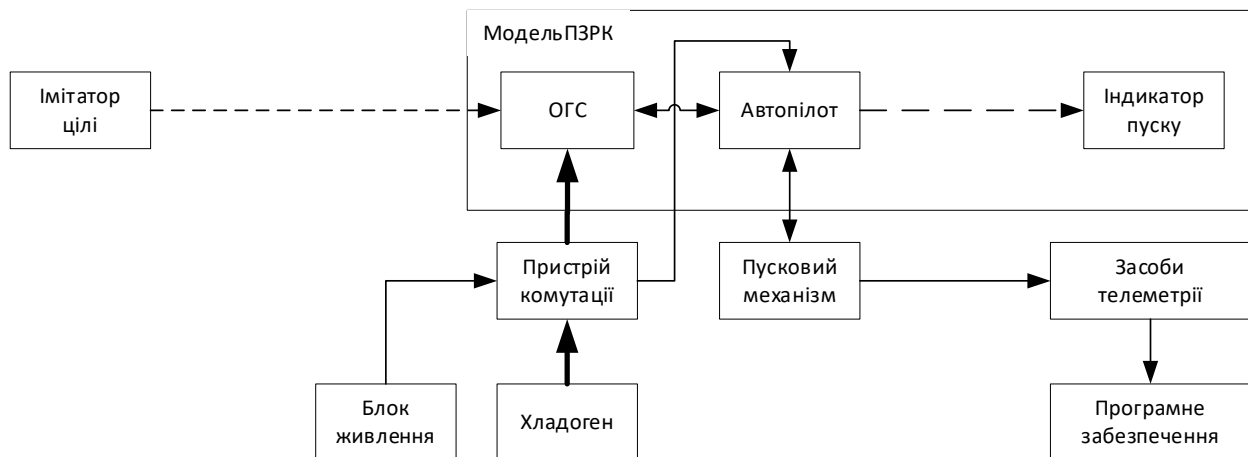 МодельПЗРК
Імітатор
цілі
ОГС
Автопілот
Індикатор
пуску
Пристрій
комутації
Пусковий
механізм
Засоби
телеметрії
Блок
живлення
Хладоген
Програмне
забезпечення